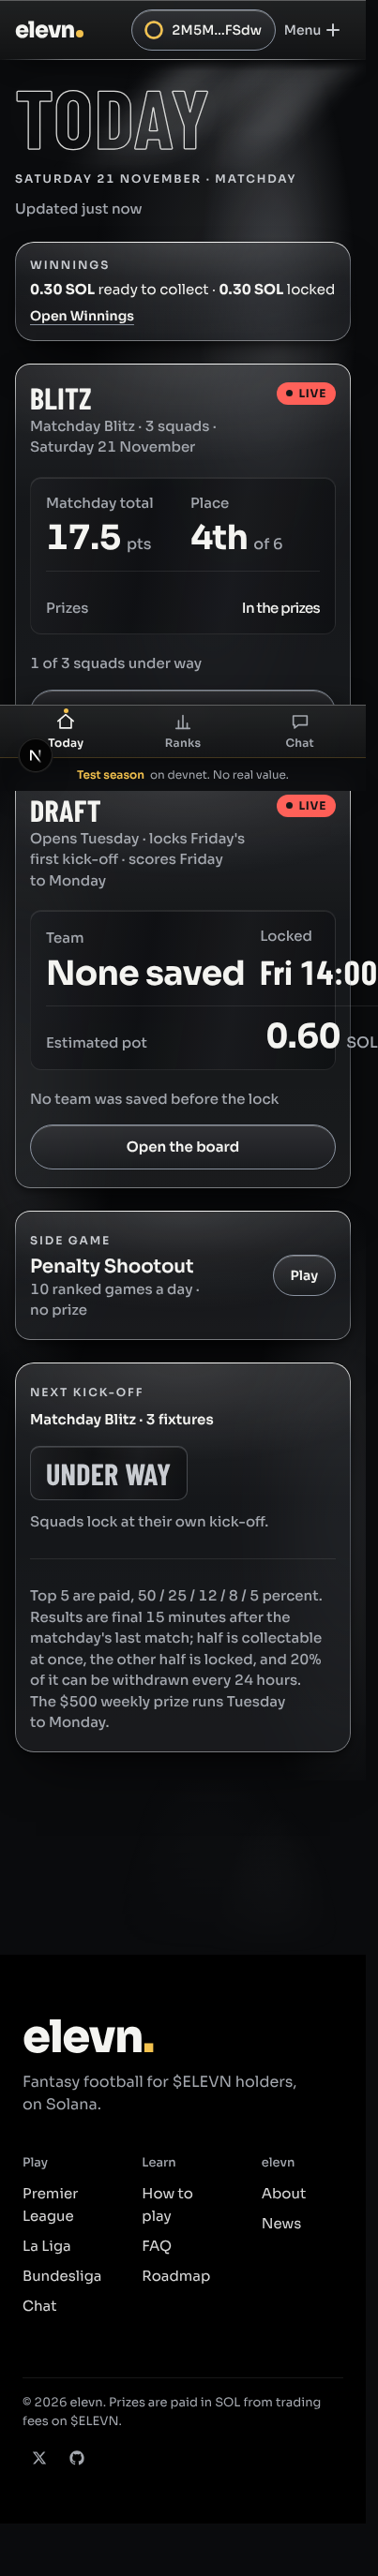 elevn.
2M5M...FSdw
Menu
TODAY
SATURDAY 21 NOVEMBER · MATCHDAY
Updated just now
WINNINGS
0.30 SOL ready to collect · 0.30 SOL locked
Open Winnings
BLITZ
LIVE
Matchday Blitz · 3 squads ·
Saturday 21 November
Matchday total
Place
17.5 pts
4th of 6
Prizes
In the prizes
1 of 3 squads under way
Today
Ranks
Chat
N
Test season on devnet. No real value.
DRAFT
LIVE
Opens Tuesday · locks Friday's
first kick-off · scores Friday
to Monday
Team
Locked
None saved
Fri 14:00
Estimated pot
0.60 SOL
No team was saved before the lock
Open the board
SIDE GAME
Penalty Shootout
10 ranked games a day ·
no prize
Play
NEXT KICK-OFF
Matchday Blitz · 3 fixtures
UNDER WAY
Squads lock at their own kick-off.
Top 5 are paid, 50 / 25 / 12 / 8 / 5 percent.
Results are final 15 minutes after the
matchday's last match; half is collectable
at once, the other half is locked, and 20%
of it can be withdrawn every 24 hours.
The $500 weekly prize runs Tuesday
to Monday.
elevn.
Fantasy football for $ELEVN holders,
on Solana.
Play
Learn
elevn
Premier
League
How to
play
About
La Liga
FAQ
News
Bundesliga
Roadmap
Chat
© 2026 elevn. Prizes are paid in SOL from trading
fees on $ELEVN.